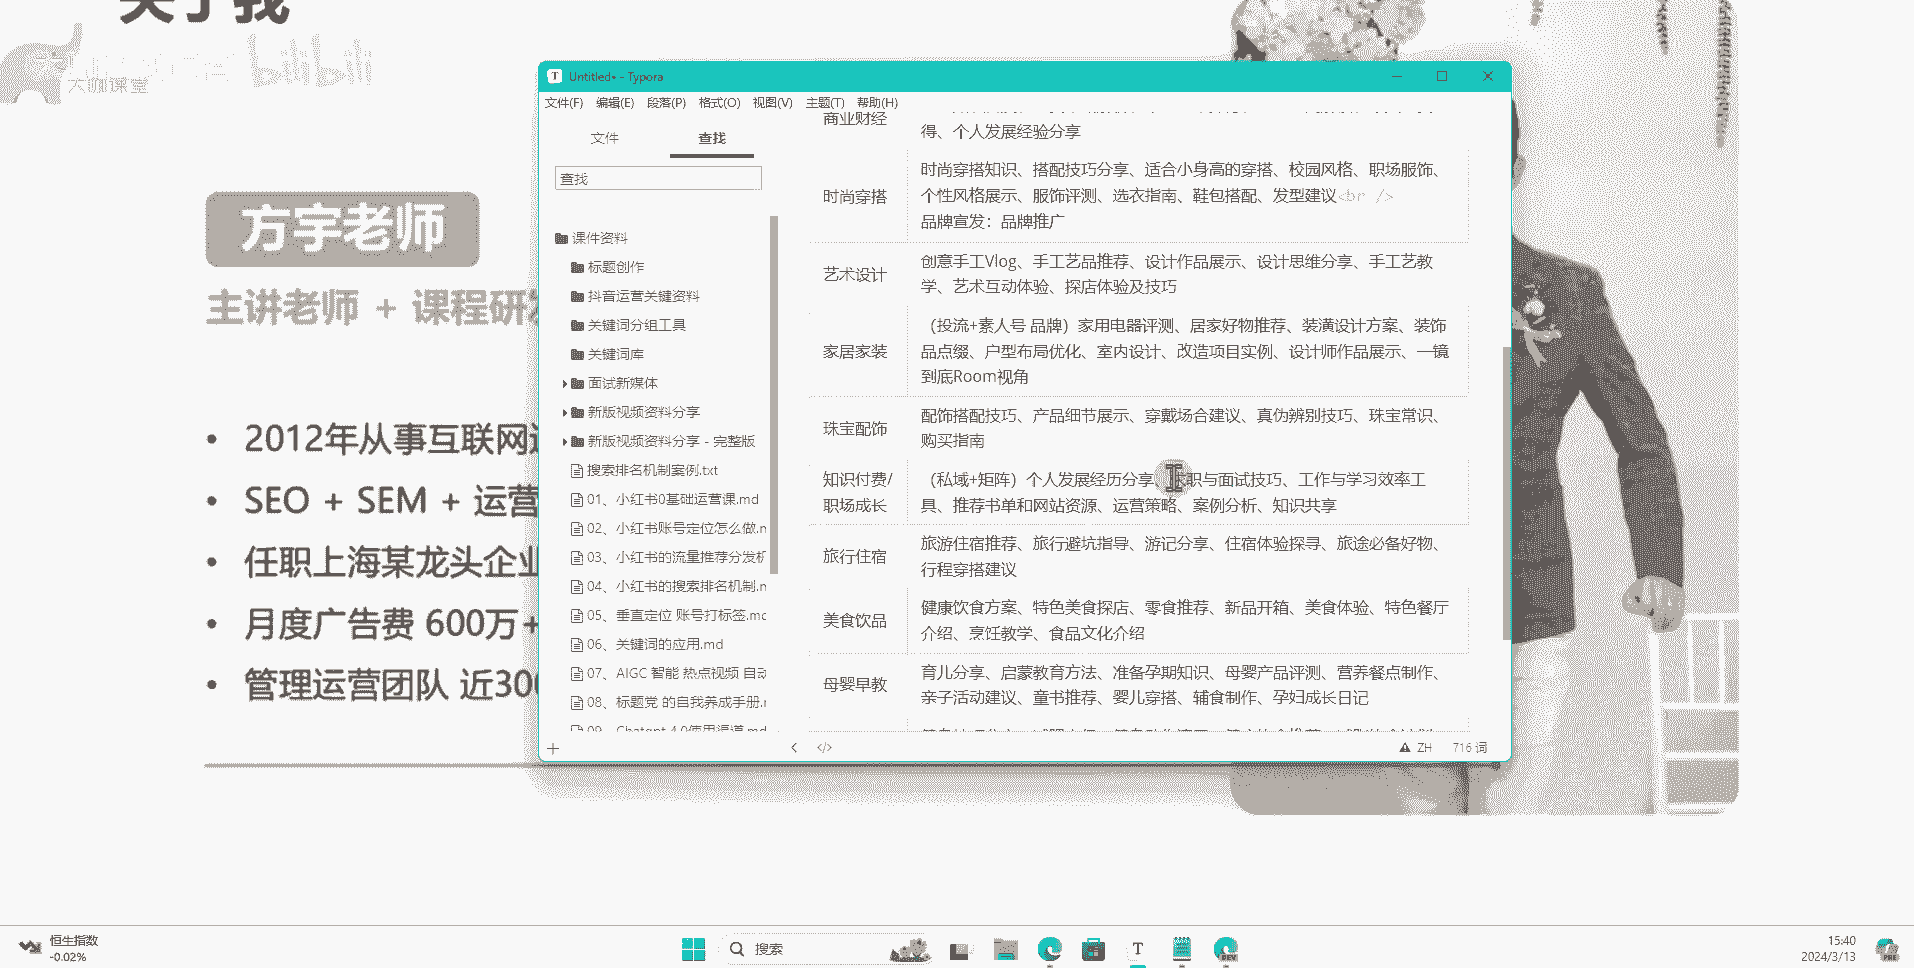 关于我
bilibili
大咖课堂
方宇老师
主讲老师 + 课程研发
2012年从事互联网
SEO + SEM + 运营
任职上海某龙头企业
月度广告费 600万+
管理运营团队 近300
Untitled• - Typora
文件(F) 编辑(E) 段落(P) 格式(O) 视图(V) 主题(T) 帮助(H)
文件 查找
查找
课件资料
标题创作
抖音运营关键资料
关键词分组工具
关键词库
面试新媒体
新版视频资料分享
新版视频资料分享 - 完整版
搜索排名机制案例.txt
01、小红书0基础运营课.md
02、小红书账号定位怎么做.m
03、小红书的流量推荐分发机
04、小红书的搜索排名机制.m
05、垂直定位 账号打标签.mc
06、关键词的应用.md
07、AIGC 智能 热点视频 自动
08、标题党 的自我养成手册.r
09、Chatgpt 4.0使用渠道.md
商业财经
得、个人发展经验分享
时尚穿搭
时尚穿搭知识、搭配技巧分享、适合小身高的穿搭、校园风格、职场服饰、
个性风格展示、服饰评测、选衣指南、鞋包搭配、发型建议<br />
品牌宣发：品牌推广
艺术设计
创意手工Vlog、手工艺品推荐、设计作品展示、设计思维分享、手工艺教
学、艺术互动体验、探店体验及技巧
家居家装
（投流+素人号 品牌）家用电器评测、居家好物推荐、装潢设计方案、装饰
品点缀、户型布局优化、室内设计、改造项目实例、设计师作品展示、一镜
到底Room视角
珠宝配饰
配饰搭配技巧、产品细节展示、穿戴场合建议、真伪辨别技巧、珠宝常识、
购买指南
知识付费/
职场成长
（私域+矩阵）个人发展经历分享、职与面试技巧、工作与学习效率工
具、推荐书单和网站资源、运营策略、案例分析、知识共享
旅行住宿
旅游住宿推荐、旅行避坑指导、游记分享、住宿体验探寻、旅途必备好物、
行程穿搭建议
美食饮品
健康饮食方案、特色美食探店、零食推荐、新品开箱、美食体验、特色餐厅
介绍、烹饪教学、食品文化介绍
母婴早教
育儿分享、启蒙教育方法、准备孕期知识、母婴产品评测、营养餐点制作、
亲子活动建议、童书推荐、婴儿穿搭、辅食制作、孕妇成长日记
ZH 716 词
恒生指数
-0.02%
搜索
15:40
2024/3/13